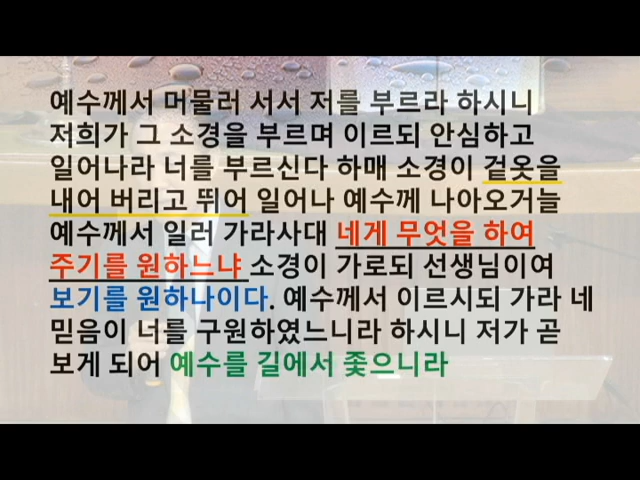 예수께서 머물러 서서 저를 부르라 하시니
저희가 그 소경을 부르며 이르되 안심하고
일어나라 너를 부르신다 하매 소경이 겉옷을
내어 버리고 뛰어 일어나 예수께 나아오거늘
예수께서 일러 가라사대 네게 무엇을 하여
주기를 원하느냐 소경이 가로되 선생님이여
보기를 원하나이다. 예수께서 이르시되 가라 네
믿음이 너를 구원하였느니라 하시니 저가 곧
보게 되어 예수를 길에서 좇으니라